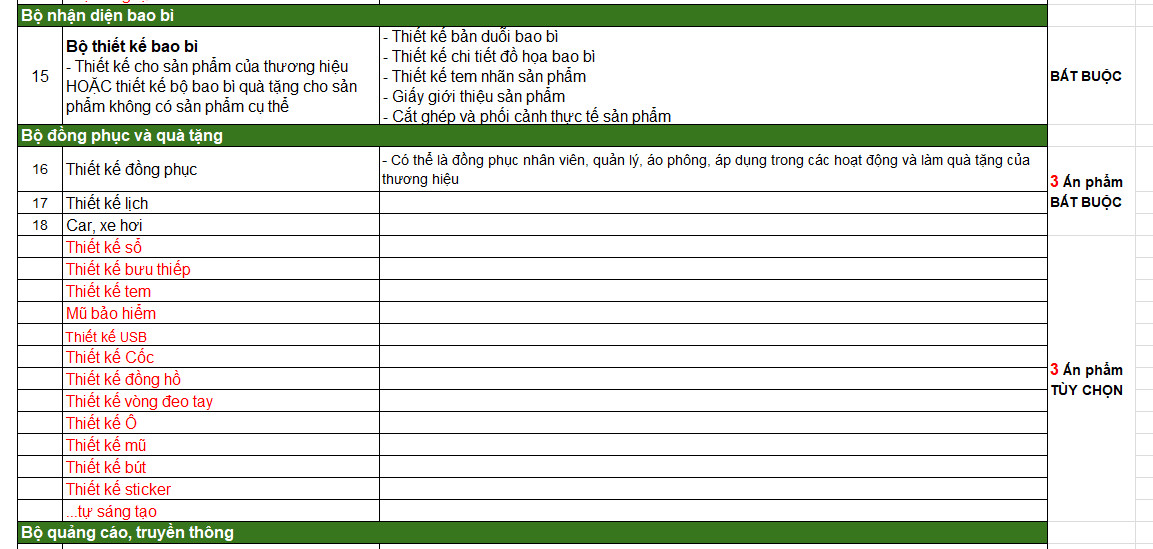 Bộ nhận diện bao bì
15
Bộ thiết kế bao bì
- Thiết kế cho sản phẩm của thương hiệu
HOẶC thiết kế bộ bao bì quà tặng cho sản
phẩm không có sản phẩm cụ thể
- Thiết kế bản duỗi bao bì
- Thiết kế chi tiết đồ họa bao bì
- Thiết kế tem nhãn sản phẩm
- Giấy giới thiệu sản phẩm
- Cắt ghép và phối cảnh thực tế sản phẩm
BẮT BUỘC
Bộ đồng phục và quà tặng
16
Thiết kế đồng phục
- Có thể là đồng phục nhân viên, quản lý, áo phông, áp dụng trong các hoạt động và làm quà tặng của
thương hiệu
3 Ấn phẩm
BẮT BUỘC
17 Thiết kế lịch
18 Car, xe hơi
Thiết kế sổ
Thiết kế bưu thiếp
Thiết kế tem
Mũ bảo hiểm
Thiết kế USB
Thiết kế Cốc
Thiết kế đồng hồ
Thiết kế vòng đeo tay
Thiết kế Ô
Thiết kế mũ
Thiết kế bút
Thiết kế sticker
...tự sáng tạo
3 Ấn phẩm
TÙY CHỌN
Bộ quảng cáo, truyền thông